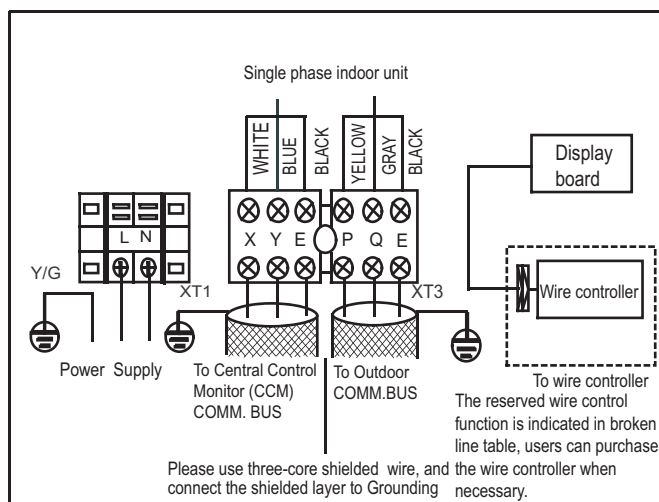 Single phase indoor unit
WHITE
BLUE
BLACK
YELLOW
GRAY
BLACK
Display
board
L N
X Y E P Q E
Y/G
XT1
XT3
Wire controller
Power Supply
To Central Control
Monitor (CCM)
COMM. BUS
To Outdoor
COMM.BUS
To wire controller
The reserved wire control
function is indicated in broken
line table, users can purchase
the wire controller when
necessary.
Please use three-core shielded wire, and
connect the shielded layer to Grounding